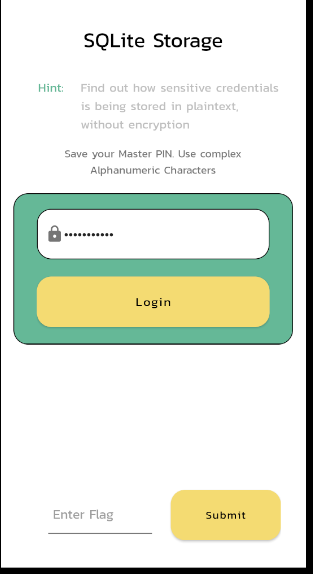 SQLite Storage
Hint: Find out how sensitive credentials
is being stored in plaintext,
without encryption
Save your Master PIN. Use complex
Alphanumeric Characters
•••••••••••
Login
Enter Flag
Submit